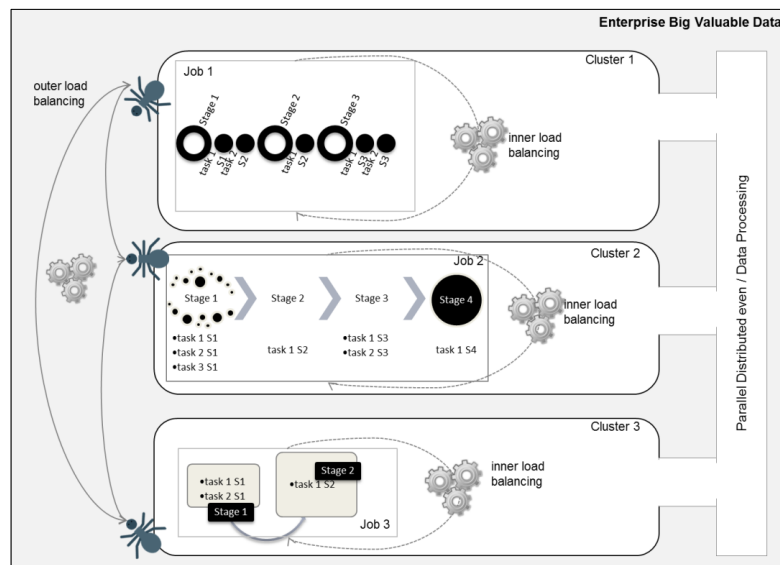 Enterprise Big Valuable Data
outer load
balancing
Cluster 1
Job 1
Stage 1
task 1 S1
task 2 S2
Stage 2
task1 S2
Stage 3
task 1 S3
task 2 S3
inner load
balancing
Cluster 2
Job 2
Stage 1
Stage 2
Stage 3
Stage 4
•task 1 S1
•task 2 S1
•task 3 S1
task 1 S2
•task 1 S3
•task 2 S3
task 1 S4
inner load
balancing
Cluster 3
•task 1 S1
•task 2 S1
Stage 1
Stage 2
•task 1 S2
Job 3
inner load
balancing
Parallel Distributed even / Data Processing